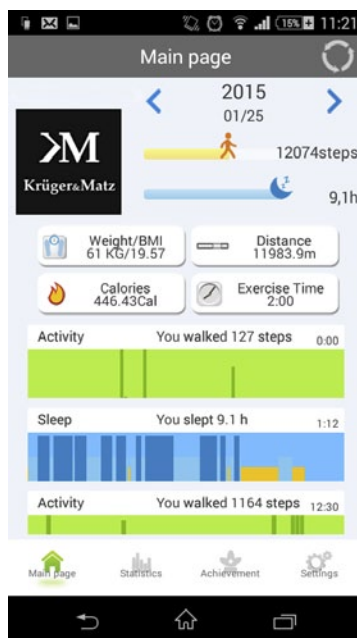 15% 11:21
Main page
2015
01/25
KM
Krüger&Matz
12074steps
9,1h
Weight/BMI
61 KG/19.57
Distance
11983.9m
Calories
446.43Cal
Exercise Time
2:00
Activity You walked 127 steps 0:00
Sleep You slept 9.1 h 1:12
Activity You walked 1164 steps 12:30
Main page Statistics Achievement Settings